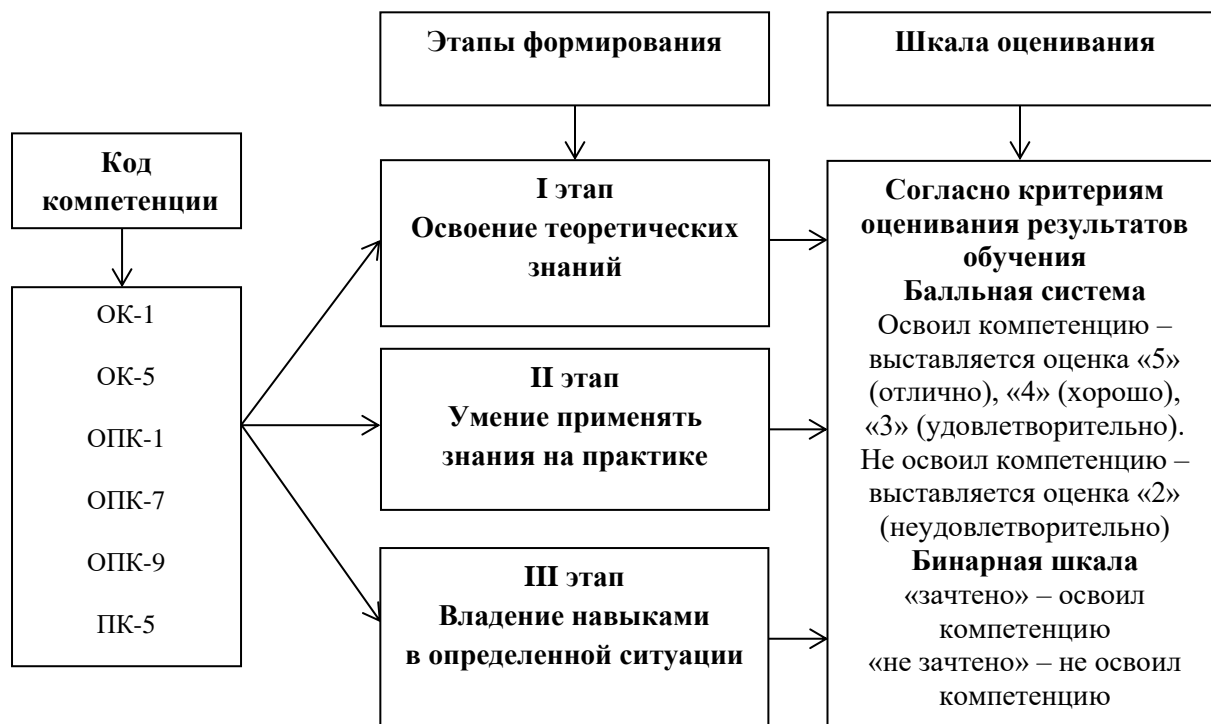 Этапы формирования
Шкала оценивания
Код
компетенции
ОК-1
ОК-5
ОПК-1
ОПК-7
ОПК-9
ПК-5
I этап
Освоение теоретических
знаний
II этап
Умение применять
знания на практике
III этап
Владение навыками
в определенной ситуации
Согласно критериям
оценивания результатов
обучения
Балльная система
Освоил компетенцию –
выставляется оценка «5»
(отлично), «4» (хорошо),
«3» (удовлетворительно).
Не освоил компетенцию –
выставляется оценка «2»
(неудовлетворительно)
Бинарная шкала
«зачтено» – освоил
компетенцию
«не зачтено» – не освоил
компетенцию